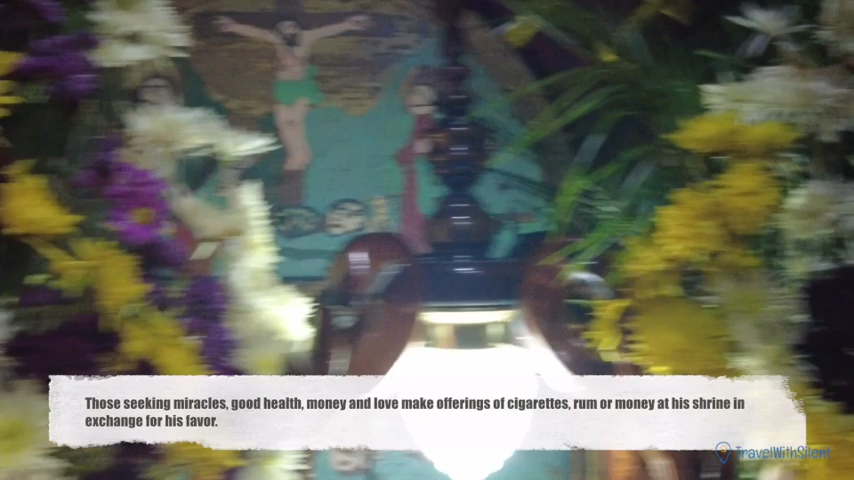 Those seeking miracles, good health, money and love make offerings of cigarettes, rum or money at his shrine in
exchange for his favor.
TravelWithSilent